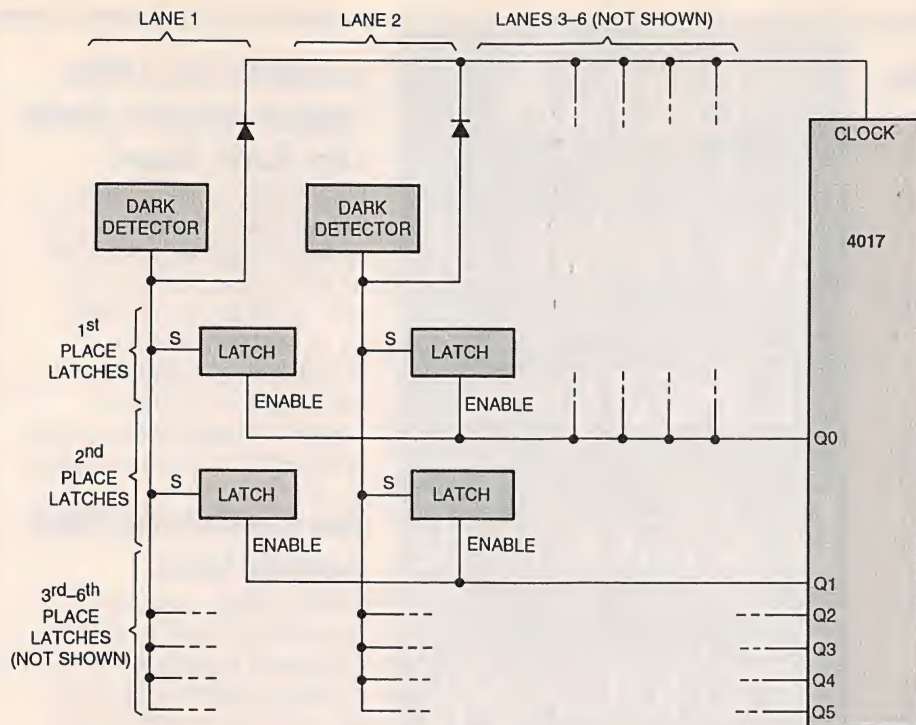 LANE 1
LANE 2
LANES 3–6 (NOT SHOWN)
CLOCK
4017
DARK
DETECTOR
DARK
DETECTOR
1st
PLACE
LATCHES
S
LATCH
ENABLE
S
LATCH
ENABLE
Q0
2nd
PLACE
LATCHES
S
LATCH
ENABLE
S
LATCH
ENABLE
Q1
3rd–6th
PLACE
LATCHES
(NOT SHOWN)
Q2
Q3
Q4
Q5